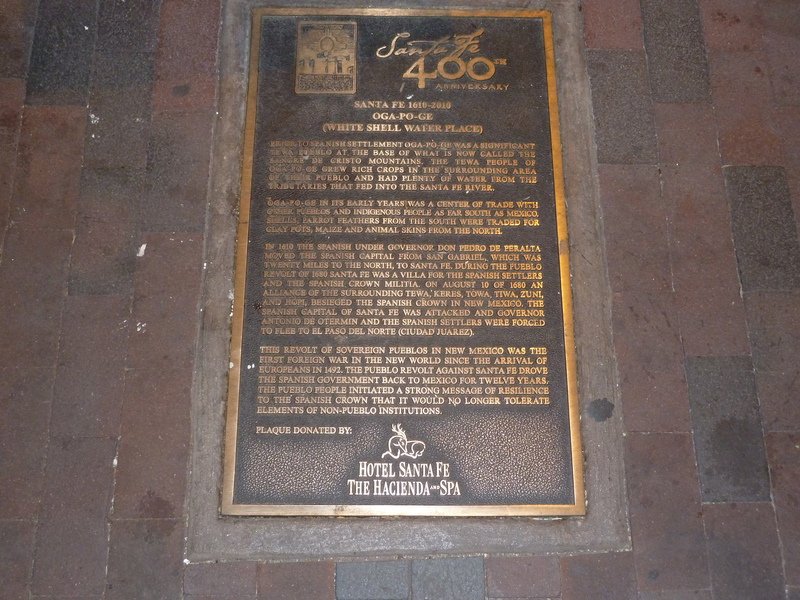 Santa Fe
400TH
ANNIVERSARY
SANTA FE 1610-2010
OGA-PO-GE
(WHITE SHELL WATER PLACE)
SETTLEMENT OGA-PO-GE WAS A SIGNIFICANT
TEWA PUEBLO AT THE BASE OF WHAT IS NOW CALLED THE
SANGRE DE CRISTO MOUNTAINS. THE TEWA PEOPLE OF
OGA-PO-GE GREW RICH CROPS IN THE SURROUNDING AREA
OF THEIR PUEBLO AND HAD PLENTY OF WATER FROM THE
TRIBUTARIES THAT FED INTO THE SANTA FE RIVER.
OGA-PO-GE IN ITS EARLY YEARS WAS A CENTER OF TRADE WITH
OTHER PUEBLOS AND INDIGENOUS PEOPLE AS FAR SOUTH AS MEXICO.
SHELLS, PARROT FEATHERS FROM THE SOUTH WERE TRADED FOR
CLAY POTS, MAIZE AND ANIMAL SKINS FROM THE NORTH.
IN 1610 THE SPANISH UNDER GOVERNOR DON PEDRO DE PERALTA
MOVED THE SPANISH CAPITAL FROM SAN GABRIEL, WHICH WAS
TWENTY MILES TO THE NORTH, TO SANTA FE. DURING THE PUEBLO
REVOLT OF 1680 SANTA FE WAS A VILLA FOR THE SPANISH SETTLERS
AND THE SPANISH CROWN MILITIA. ON AUGUST 10 OF 1680 AN
ALLIANCE OF THE SURROUNDING TEWA, KERES, TOWA, TIWA, ZUNI,
AND HOPI, BESIEGED THE SPANISH CROWN IN NEW MEXICO. THE
SPANISH CAPITAL OF SANTA FE WAS ATTACKED AND GOVERNOR
ANTONIO DE OTERMIN AND THE SPANISH SETTLERS WERE FORCED
TO FLEE TO EL PASO DEL NORTE (CIUDAD JUAREZ).
THIS REVOLT OF SOVEREIGN PUEBLOS IN NEW MEXICO WAS THE
FIRST FOREIGN WAR IN THE NEW WORLD SINCE THE ARRIVAL OF
EUROPEANS IN 1492. THE PUEBLO REVOLT AGAINST SANTA FE DROVE
THE SPANISH GOVERNMENT BACK TO MEXICO FOR TWELVE YEARS.
THE PUEBLO PEOPLE INITIATED A STRONG MESSAGE OF RESILIENCE
TO THE SPANISH CROWN THAT IT WOULD NO LONGER TOLERATE
ELEMENTS OF NON-PUEBLO INSTITUTIONS.
PLAQUE DONATED BY:
HOTEL SANTA FE
THE HACIENDA AND SPA